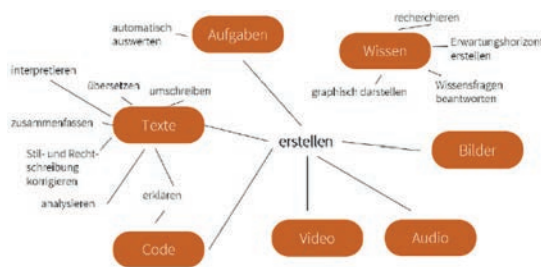 recherchieren
automatisch
auswerten
Aufgaben
Wissen
Erwartungshorizont
erstellen
interpretieren
übersetzen
umschreiben
graphisch darstellen
Wissensfragen
beantworten
zusammenfassen
Texte
erstellen
Bilder
Stil- und Recht-
schreibung
korrigieren
erklären
analysieren
Code
Video
Audio